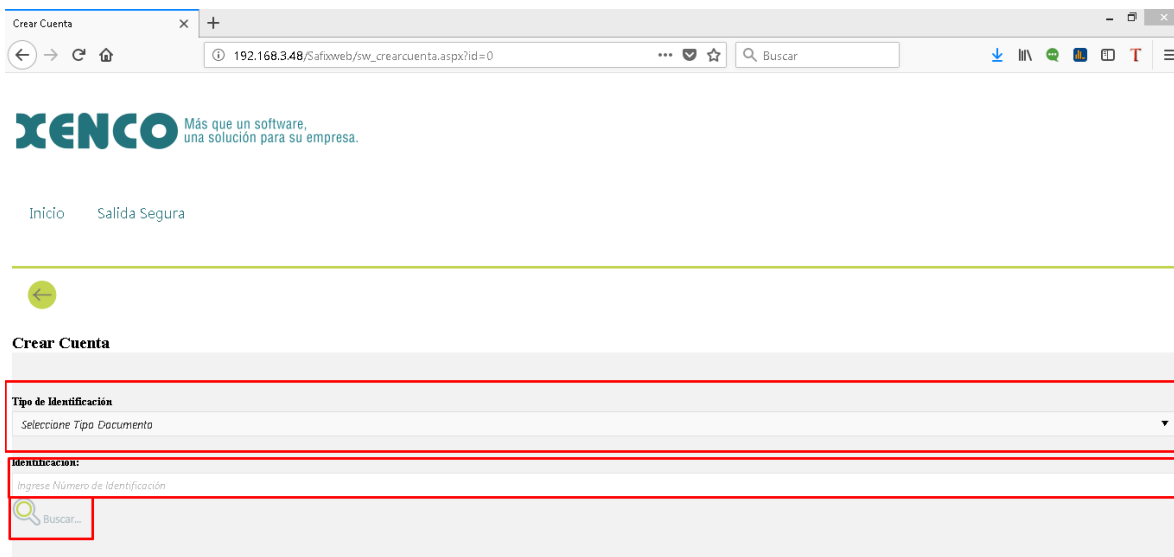 Crear Cuenta
192.168.3.48/Safixweb/sw_crearcuenta.aspx?id=0
Buscar
XENCO
Más que un software,
una solución para su empresa.
Inicio Salida Segura
Crear Cuenta
Tipo de Identificación
Seleccione Tipo Documento
Identificación:
Ingrese Número de Identificación
Buscar...